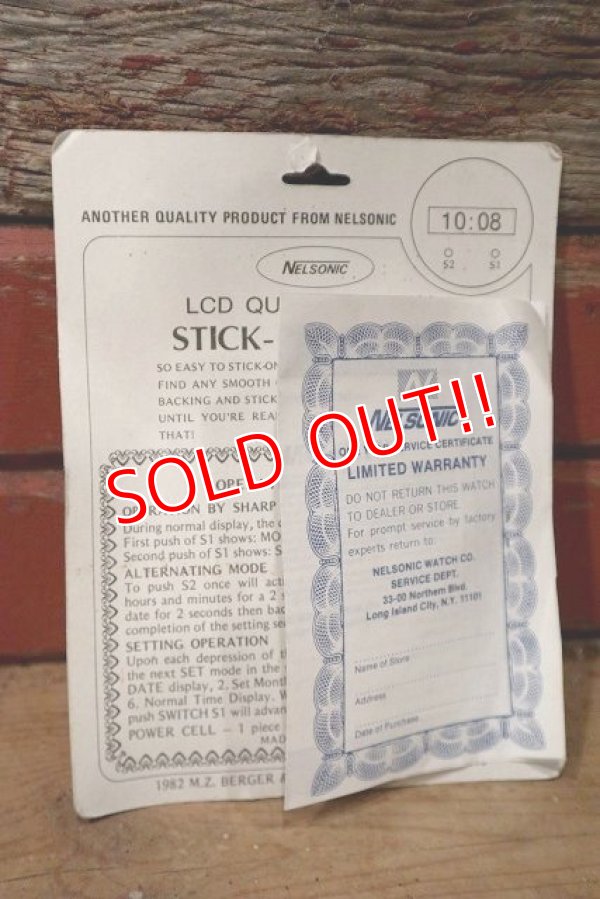 ANOTHER QUALITY PRODUCT FROM NELSONIC
10:08
S2 S1
NELSONIC
LCD QU
STICK-
SO EASY TO STICK-ON
FIND ANY SMOOTH
BACKING AND STICK
UNTIL YOU'RE REA
THAT!
OPE
OPERATION BY SHARP
During normal display, the
First push of S1 shows: MO
Second push of S1 shows: S
ALTERNATING MODE
To push S2 once will acti
hours and minutes for a 2 s
date for 2 seconds then bac
completion of the setting se
SETTING OPERATION
Upon each depression of t
the next SET mode in the
DATE display, 2. Set Mont
6. Normal Time Display. W
push SWITCH S1 will advan
POWER CELL – 1 piece
MAD
1982 M.Z. BERGER &
N
NELSONIC
ONE YEAR SERVICE CERTIFICATE
LIMITED WARRANTY
DO NOT RETURN THIS WATCH
TO DEALER OR STORE
For prompt service by factory
experts return to:
NELSONIC WATCH CO.
SERVICE DEPT.
33-00 Northern Blvd.
Long Island City, N.Y. 11101
Name of Store
Address
Date of Purchase
SOLD OUT!!